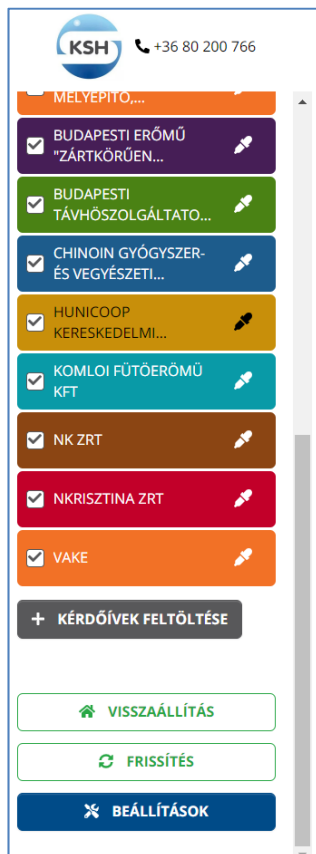 KSH
+36 80 200 766
MÉLYÉPÍTŐ,...
BUDAPESTI ERŐMŰ
"ZÁRTKÖRŰEN...
BUDAPESTI
TÁVHŐSZOLGÁLTATO...
CHINOIN GYÓGYSZER-
ÉS VEGYÉSZETI...
HUNICOOP
KERESKEDELMI...
KOMLOI FŰTŐERŐMŰ
KFT
NK ZRT
NKRISZTINA ZRT
VAKE
+ KÉRDŐÍVEK FELTÖLTÉSE
VISSZAÁLLÍTÁS
FRISSÍTÉS
BEÁLLÍTÁSOK